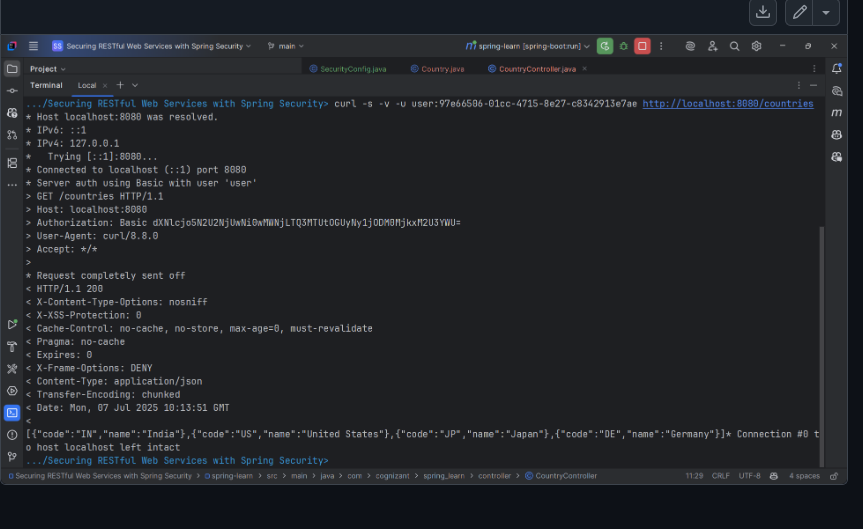 SS Securing RESTful Web Services with Spring Security main spring-learn [spring-boot:run]
Project SecurityConfig.java Country.java CountryController.java
Terminal Local
.../Securing RESTful Web Services with Spring Security> curl -s -v -u user:97e66506-01cc-4715-8e27-c8342913e7ae http://localhost:8080/countries
* Host localhost:8080 was resolved.
* IPv6: ::1
* IPv4: 127.0.0.1
*   Trying [::1]:8080...
* Connected to localhost (::1) port 8080
* Server auth using Basic with user 'user'
> GET /countries HTTP/1.1
> Host: localhost:8080
> Authorization: Basic
> User-Agent: curl/8.8.0
> Accept: */*
>
* Request completely sent off
< HTTP/1.1 200
< X-Content-Type-Options: nosniff
< X-XSS-Protection: 0
< Cache-Control: no-cache, no-store, max-age=0, must-revalidate
< Pragma: no-cache
< Expires: 0
< X-Frame-Options: DENY
< Content-Type: application/json
< Transfer-Encoding: chunked
< Date: Mon, 07 Jul 2025 10:13:51 GMT
<
[{"code":"IN","name":"India"},{"code":"US","name":"United States"},{"code":"JP","name":"Japan"},{"code":"DE","name":"Germany"}]* Connection #0 t
o host localhost left intact
.../Securing RESTful Web Services with Spring Security>
Securing RESTful Web Services with Spring Security > spring-learn > src > main > java > com > cognizant > spring_learn > controller > CountryController 11:29 CRLF UTF-8 4 spaces